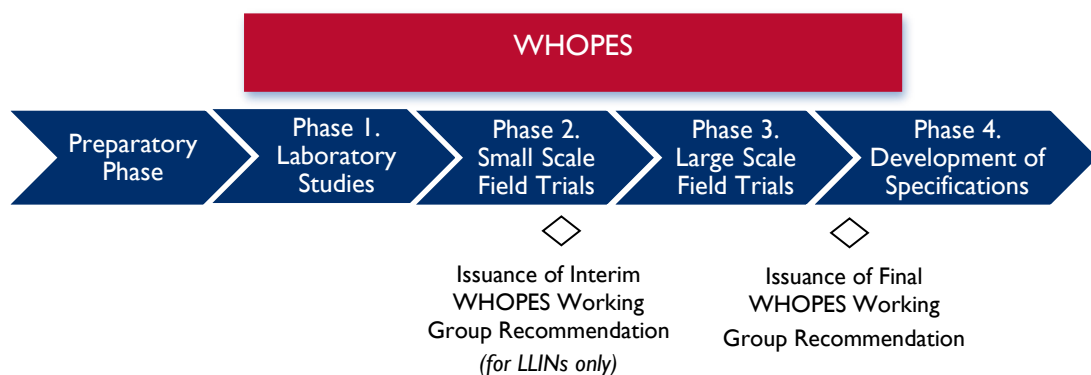 WHOPES
Preparatory
Phase
Phase 1.
Laboratory
Studies
Phase 2.
Small Scale
Field Trials
Phase 3.
Large Scale
Field Trials
Phase 4.
Development of
Specifications
Issuance of Interim
WHOPES Working
Group Recommendation
(for LLINs only)
Issuance of Final
WHOPES Working
Group Recommendation